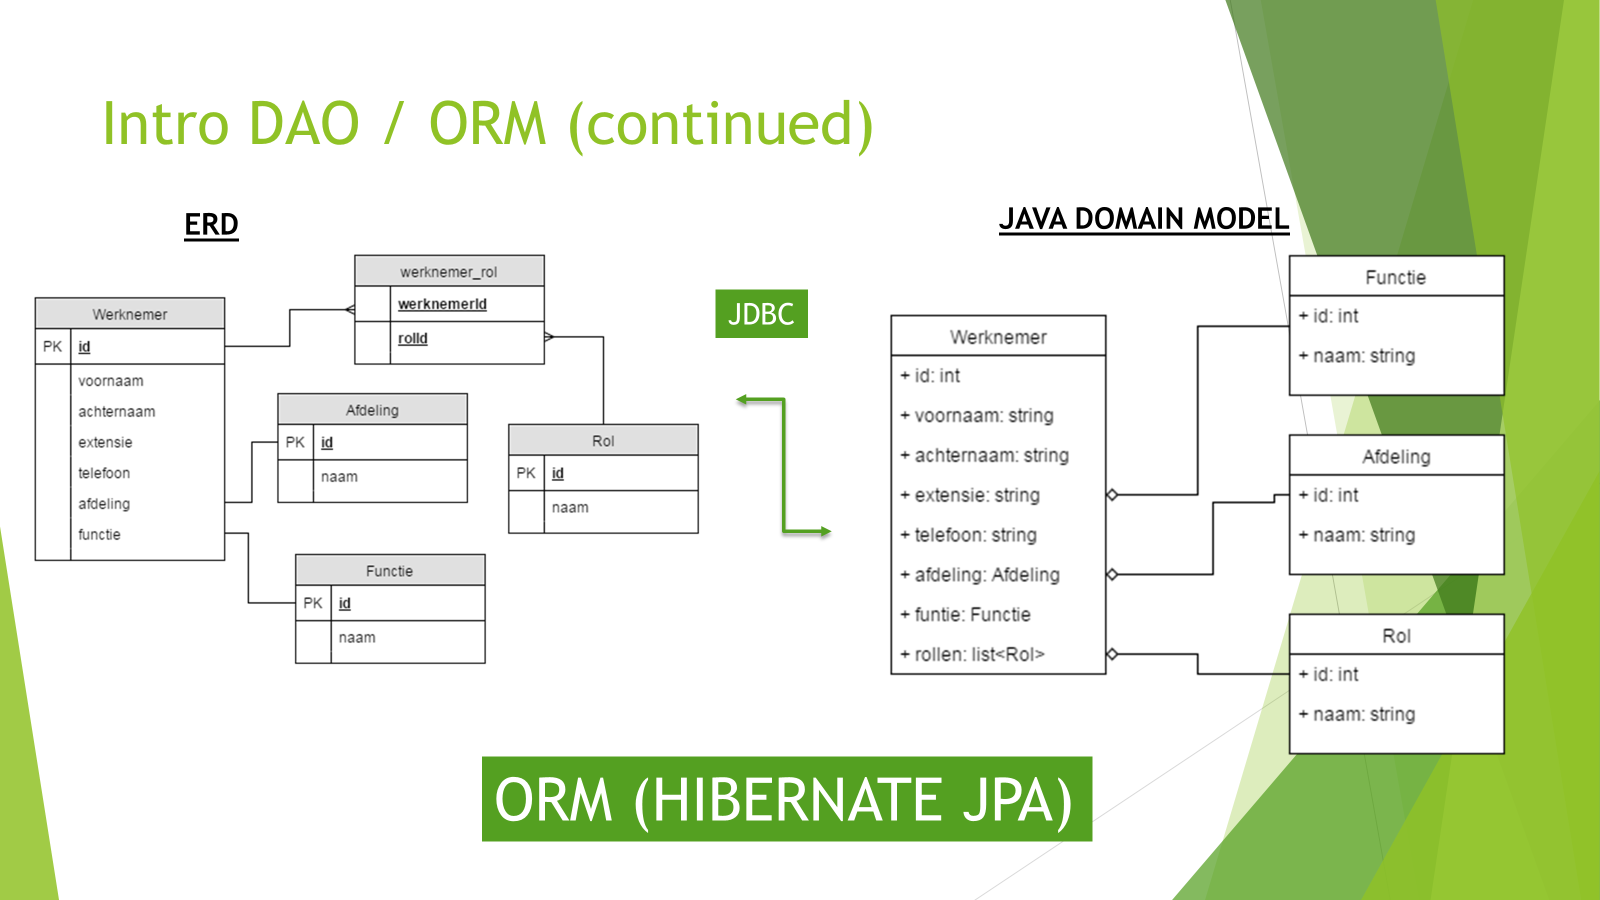 Intro DAO / ORM (continued)
ERD
Werknemer
PK id
voornaam
achternaam
extensie
telefoon
afdeling
functie
werknemer_rol
werknemerId
rolId
Afdeling
PK id
naam
Rol
PK id
naam
Functie
PK id
naam
JDBC
JAVA DOMAIN MODEL
Werknemer
+ id: int
+ voornaam: string
+ achternaam: string
+ extensie: string
+ telefoon: string
+ afdeling: Afdeling
+ funtie: Functie
+ rollen: list<Rol>
Functie
+ id: int
+ naam: string
Afdeling
+ id: int
+ naam: string
Rol
+ id: int
+ naam: string
ORM (HIBERNATE JPA)